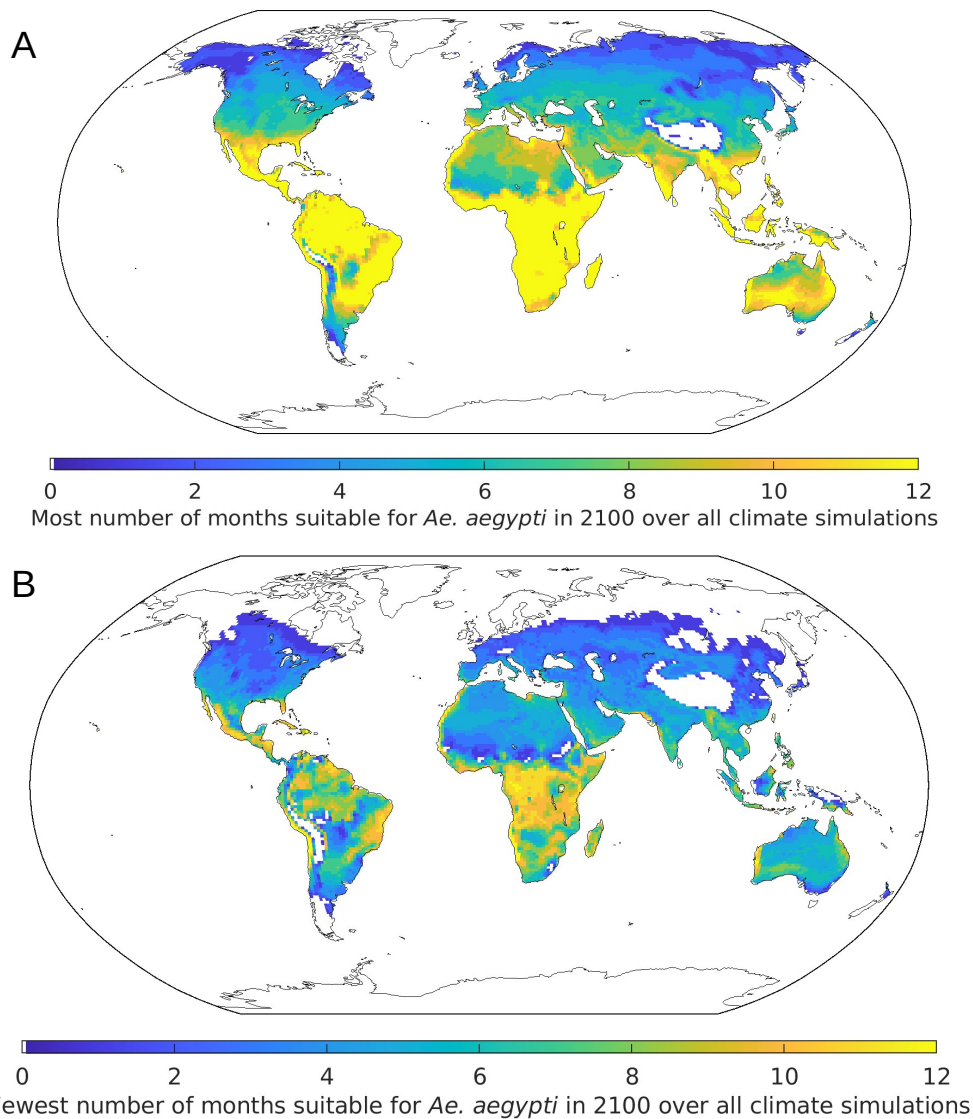 A
0 2 4 6 8 10 12
Most number of months suitable for Ae. aegypti in 2100 over all climate simulations
B
0 2 4 6 8 10 12
ewest number of months suitable for Ae. aegypti in 2100 over all climate simulations